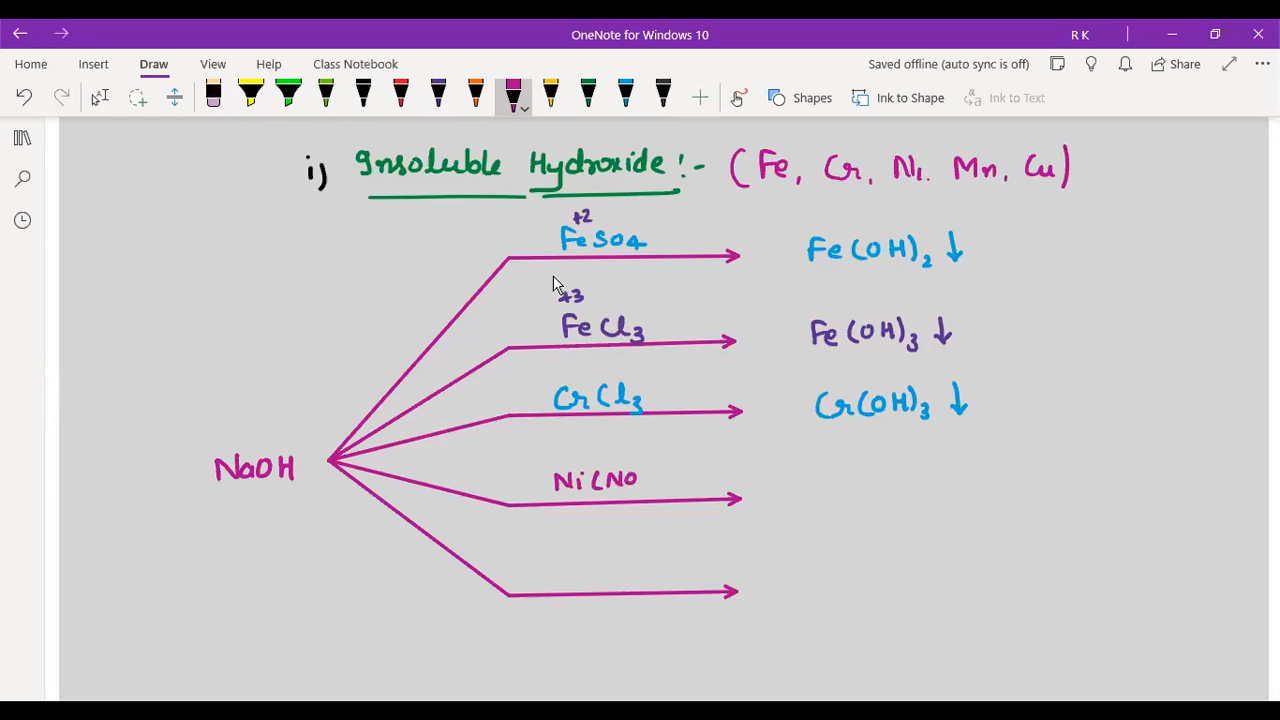 OneNote for Windows 10
R K
Home Insert Draw View Help Class Notebook
Saved offline (auto sync is off)
Share
Shapes
Ink to Shape
Ink to Text
i) Insoluble Hydroxide :- (Fe, Cr, Ni. Mn, Cu)
+2
FeSO4 Fe(OH)2 ↓
+3
FeCl3 Fe(OH)3 ↓
CrCl3 Cr(OH)3 ↓
NaOH
Ni(NO